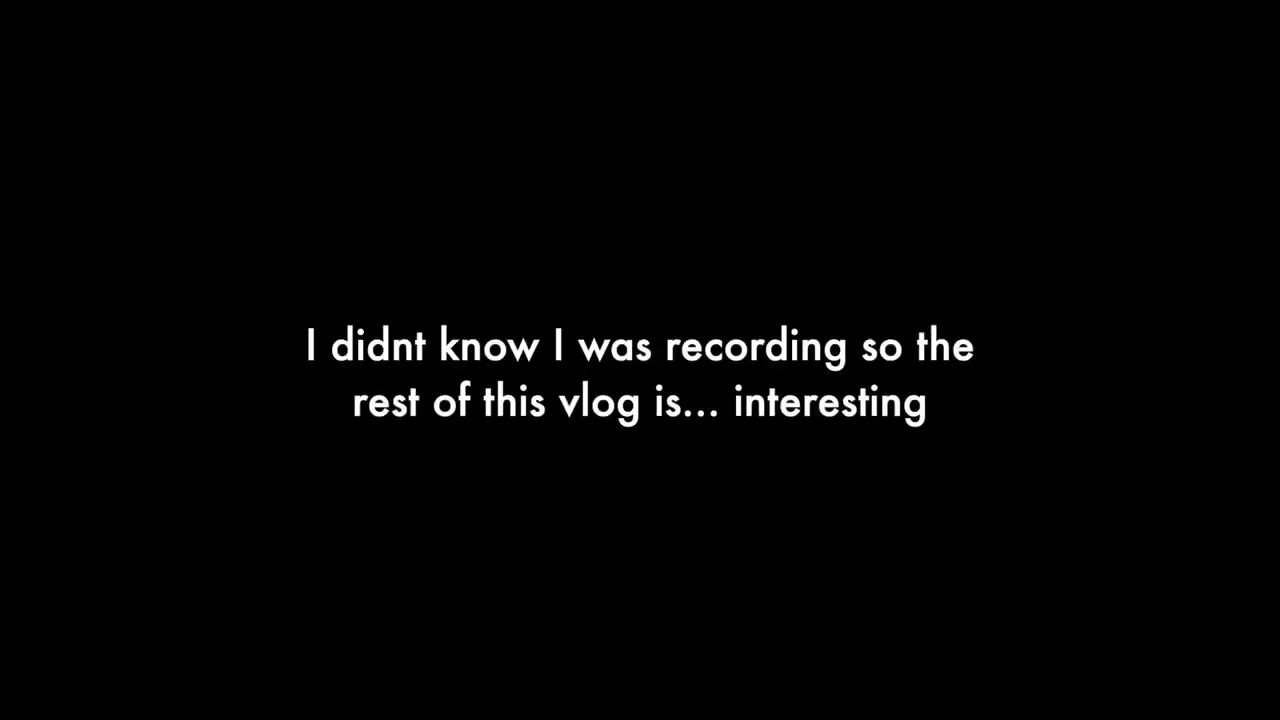 I didnt know I was recording so the
rest of this vlog is... interesting